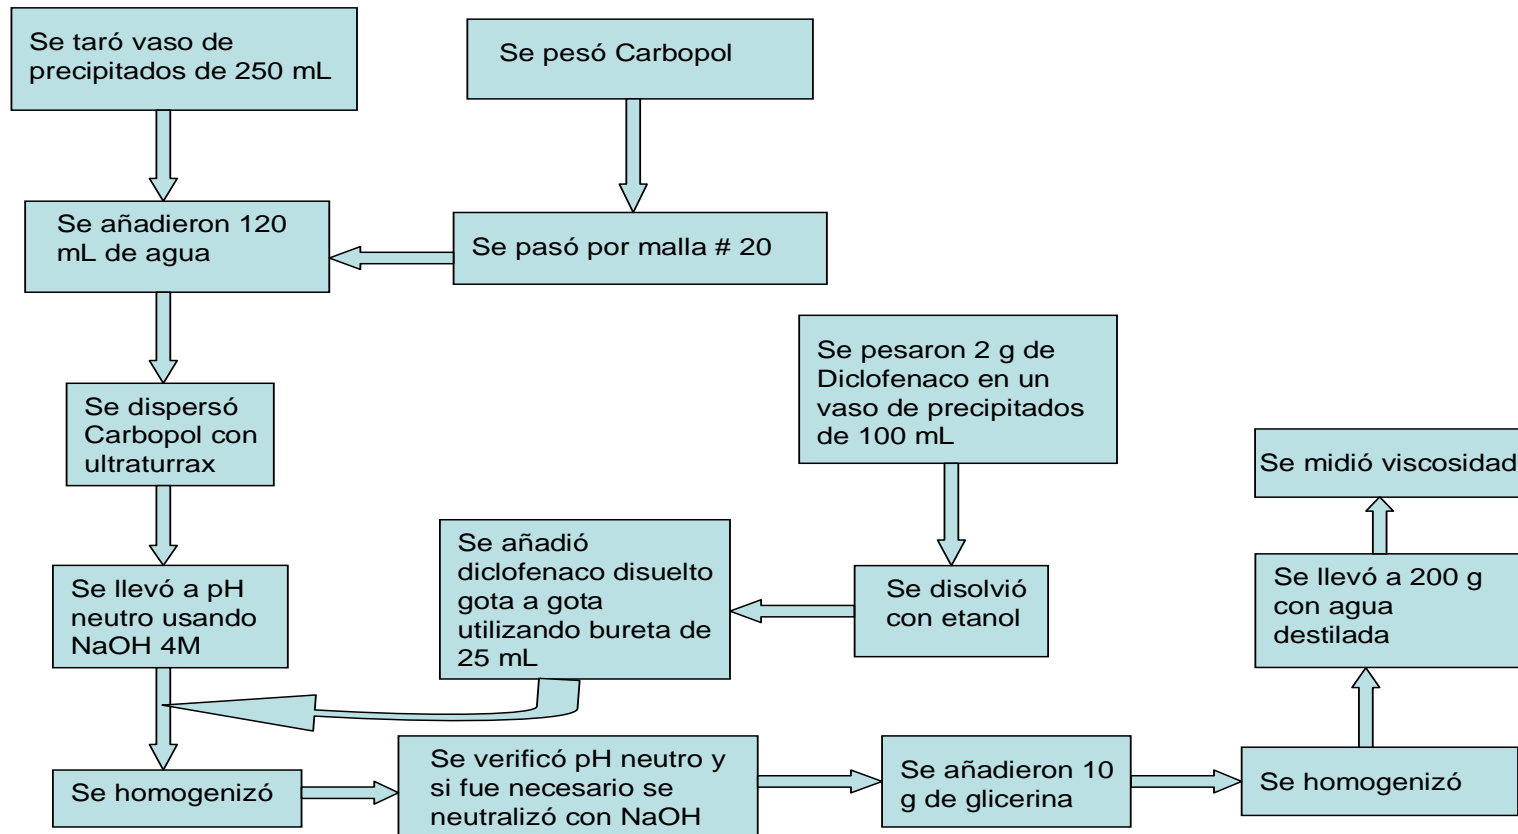 Se taró vaso de
precipitados de 250 mL
Se pesó Carbopol
Se añadieron 120
mL de agua
Se pasó por malla # 20
Se dispersó
Carbopol con
ultraturrax
Se pesaron 2 g de
Diclofenaco en un
vaso de precipitados
de 100 mL
Se midió viscosidad
Se llevó a pH
neutro usando
NaOH 4M
Se añadió
diclofenaco disuelto
gota a gota
utilizando bureta de
25 mL
Se disolvió
con etanol
Se llevó a 200 g
con agua
destilada
Se homogenizó
Se verificó pH neutro y
si fue necesario se
neutralizó con NaOH
Se añadieron 10
g de glicerina
Se homogenizó